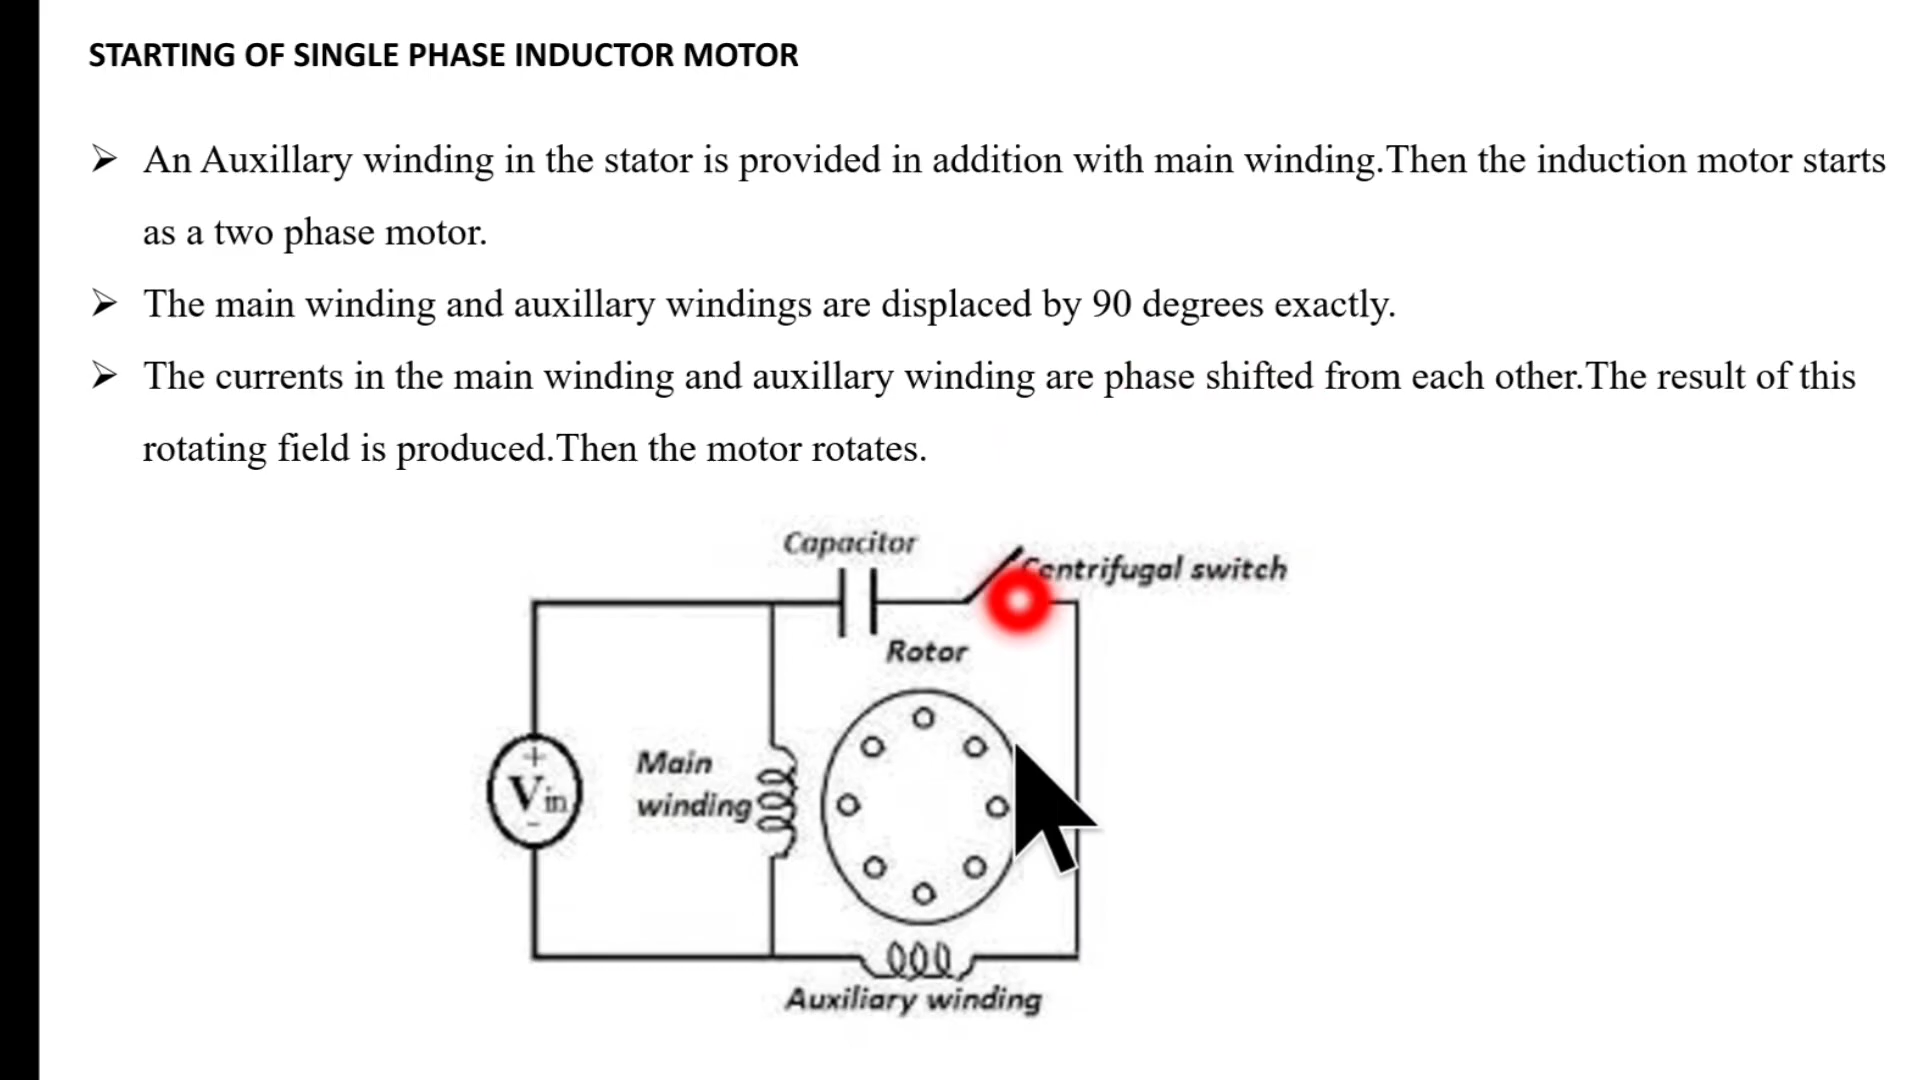 STARTING OF SINGLE PHASE INDUCTOR MOTOR
➢ An Auxillary winding in the stator is provided in addition with main winding.Then the induction motor starts
as a two phase motor.
➢ The main winding and auxillary windings are displaced by 90 degrees exactly.
➢ The currents in the main winding and auxillary winding are phase shifted from each other.The result of this
rotating field is produced.Then the motor rotates.
Capacitor
Centrifugal switch
Rotor
+
Vin
-
Main
winding
Auxiliary winding